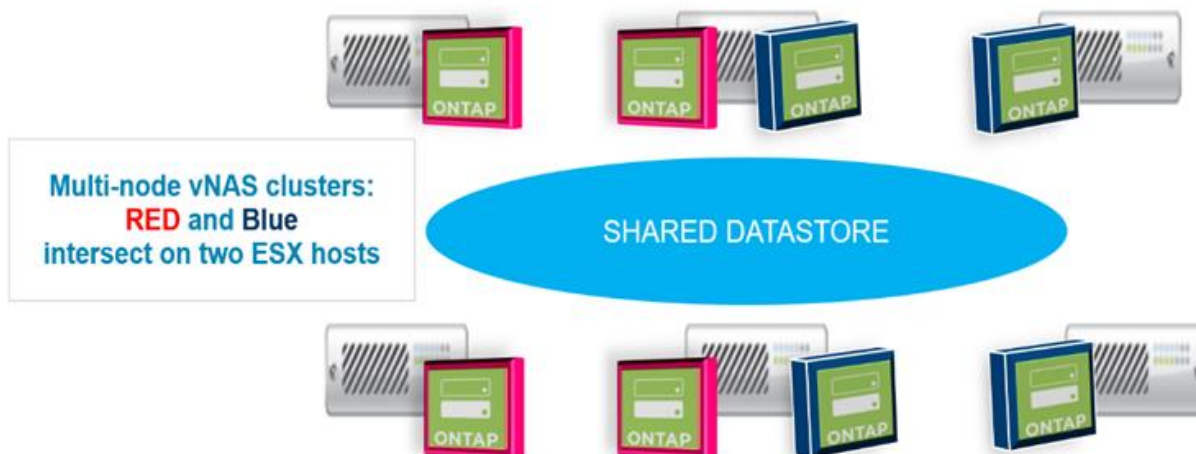 ONTAP
ONTAP
ONTAP
ONTAP
Multi-node vNAS clusters:
RED and Blue
intersect on two ESX hosts
SHARED DATASTORE
ONTAP
ONTAP
ONTAP
ONTAP